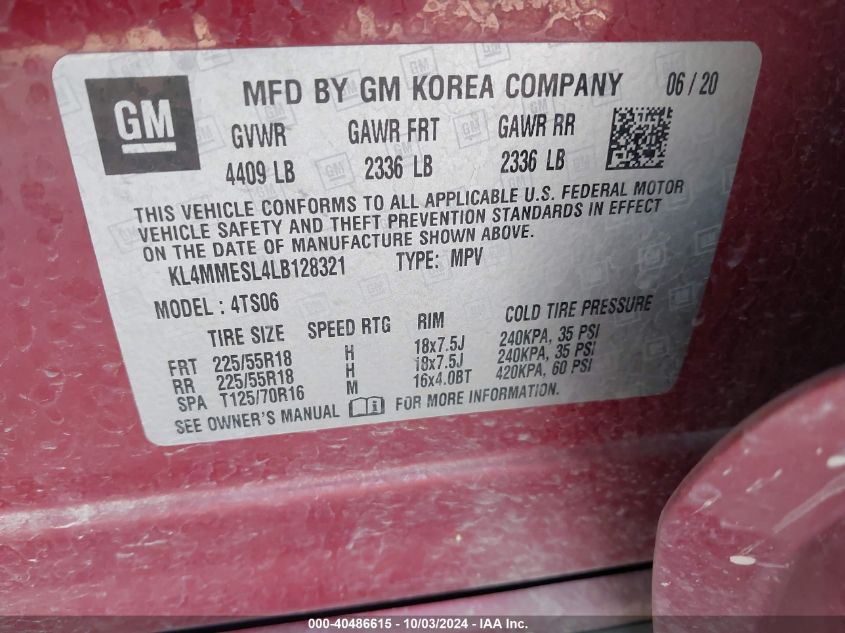 GM MFD BY GM KOREA COMPANY 06/20
GVWR GAWR FRT GAWR RR
4409 LB 2336 LB 2336 LB
THIS VEHICLE CONFORMS TO ALL APPLICABLE U.S. FEDERAL MOTOR
VEHICLE SAFETY AND THEFT PREVENTION STANDARDS IN EFFECT
ON THE DATE OF MANUFACTURE SHOWN ABOVE.
KL4MMESL4LB128321 TYPE: MPV
MODEL : 4TS06
TIRE SIZE SPEED RTG RIM COLD TIRE PRESSURE
FRT 225/55R18 H 18x7.5J 240KPA, 35 PSI
RR 225/55R18 H 18x7.5J 240KPA, 35 PSI
SPA T125/70R16 M 16x4.0BT 420KPA, 60 PSI
SEE OWNER'S MANUAL FOR MORE INFORMATION.
000-40486615 - 10/03/2024 - IAA Inc.